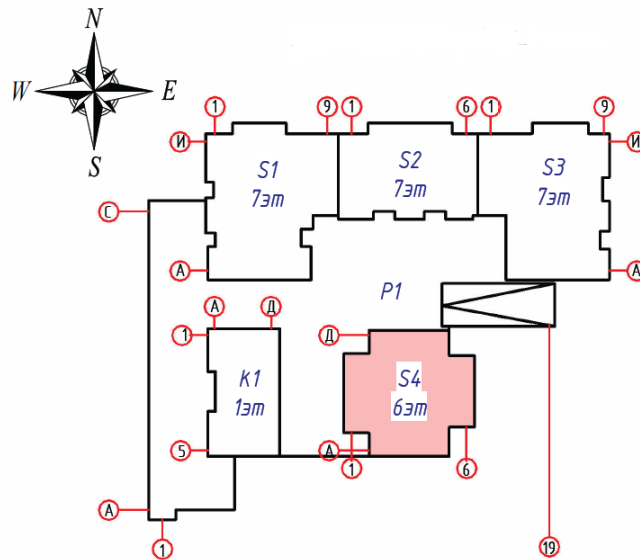 N
W E
S
1 9 1 6 1 9
И И
S1 S2 S3
7эт 7эт 7эт
С
А А
P1
А Д
1 Д
K1 S4
1эт 6эт
5 А
1 6
А
1 19